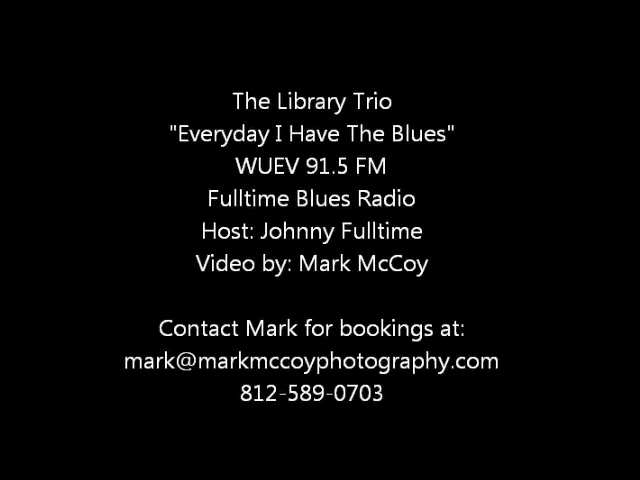 The Library Trio
"Everyday I Have The Blues"
WUEV 91.5 FM
Fulltime Blues Radio
Host: Johnny Fulltime
Video by: Mark McCoy
Contact Mark for bookings at:
mark@markmccoyphotography.com
812-589-0703